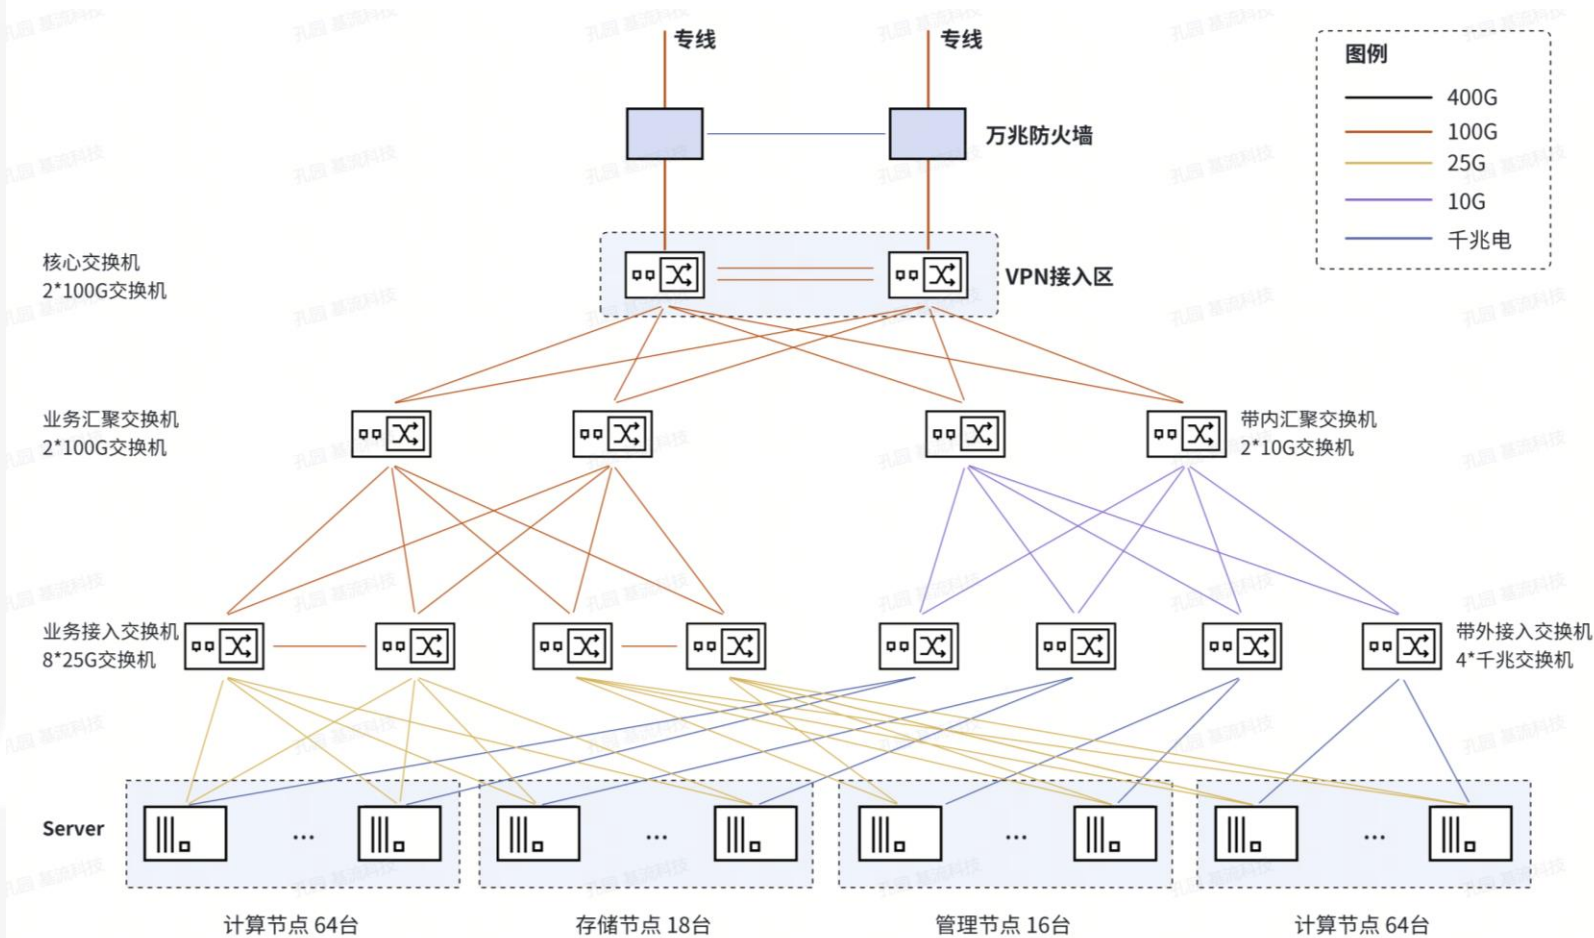 专线
专线
图例
400G
100G
25G
10G
千兆电
万兆防火墙
核心交换机
2*100G交换机
VPN接入区
业务汇聚交换机
2*100G交换机
带内汇聚交换机
2*10G交换机
业务接入交换机
8*25G交换机
带外接入交换机
4*千兆交换机
Server
...
...
...
...
计算节点 64台
存储节点 18台
管理节点 16台
计算节点 64台